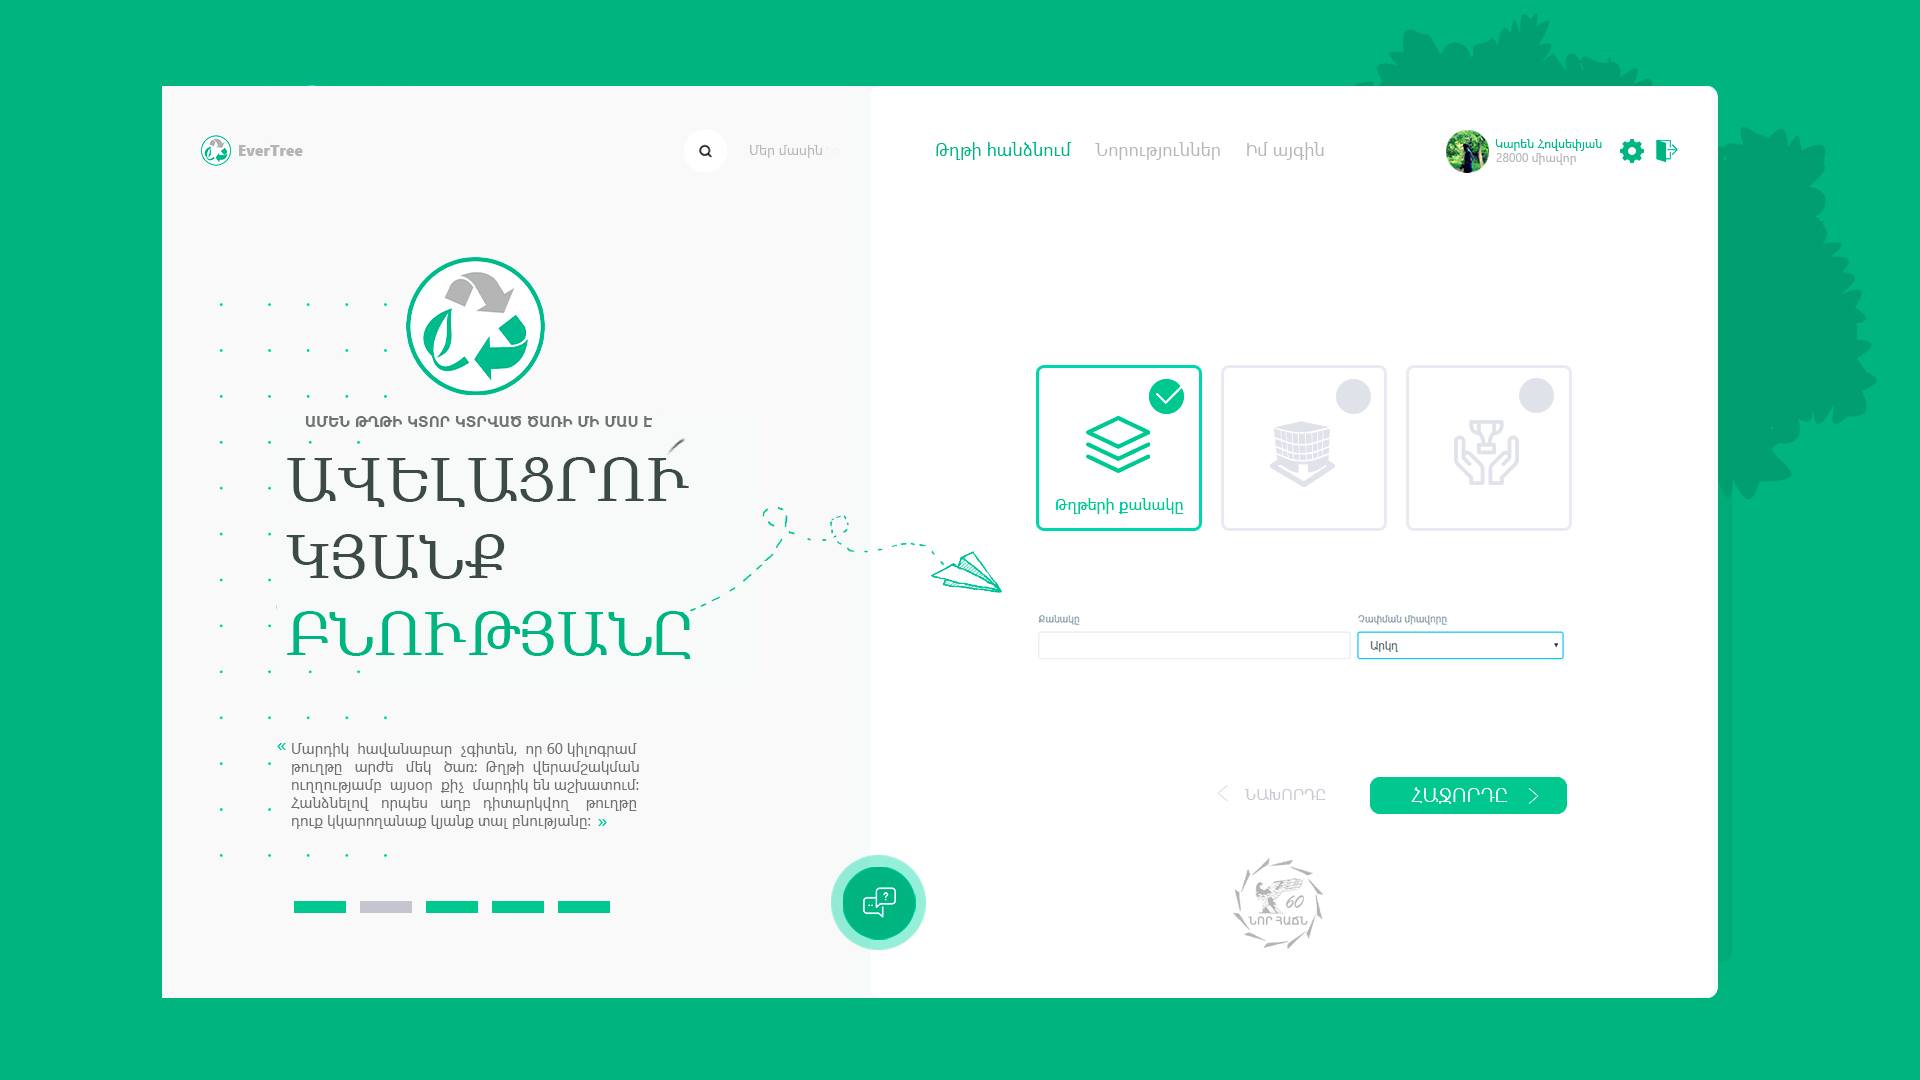 EverTree
Մեր մասին
Թղթի հանձնում
Նորություններ
Իմ այգին
Կարեն Հովսեփյան
28000 միավոր
ԱՄԵՆ ԹՂԹԻ ԿՏՈՐ ԿՏՐՎԱԾ ԾԱՌԻ ՄԻ ՄԱՍ Է
ԱՎԵԼԱՑՐՈՒ՛
ԿՅԱՆՔ
ԲՆՈՒԹՅԱՆԸ
« Մարդիկ հավանաբար չգիտեն, որ 60 կիլոգրամ
թուղթը արժե մեկ ծառ: Թղթի վերամշակման
ուղղությամբ այսօր քիչ մարդիկ են աշխատում:
Հանձնելով որպես աղբ դիտարկվող թուղթը
դուք կկարողանաք կյանք տալ բնությանը: »
Թղթերի քանակը
Քանակը
Չափման միավորը
Արկղ
ՆԱԽՈՐԴԸ
ՀԱՋՈՐԴԸ
60
ՆՈՐ ՀԱՃՆ